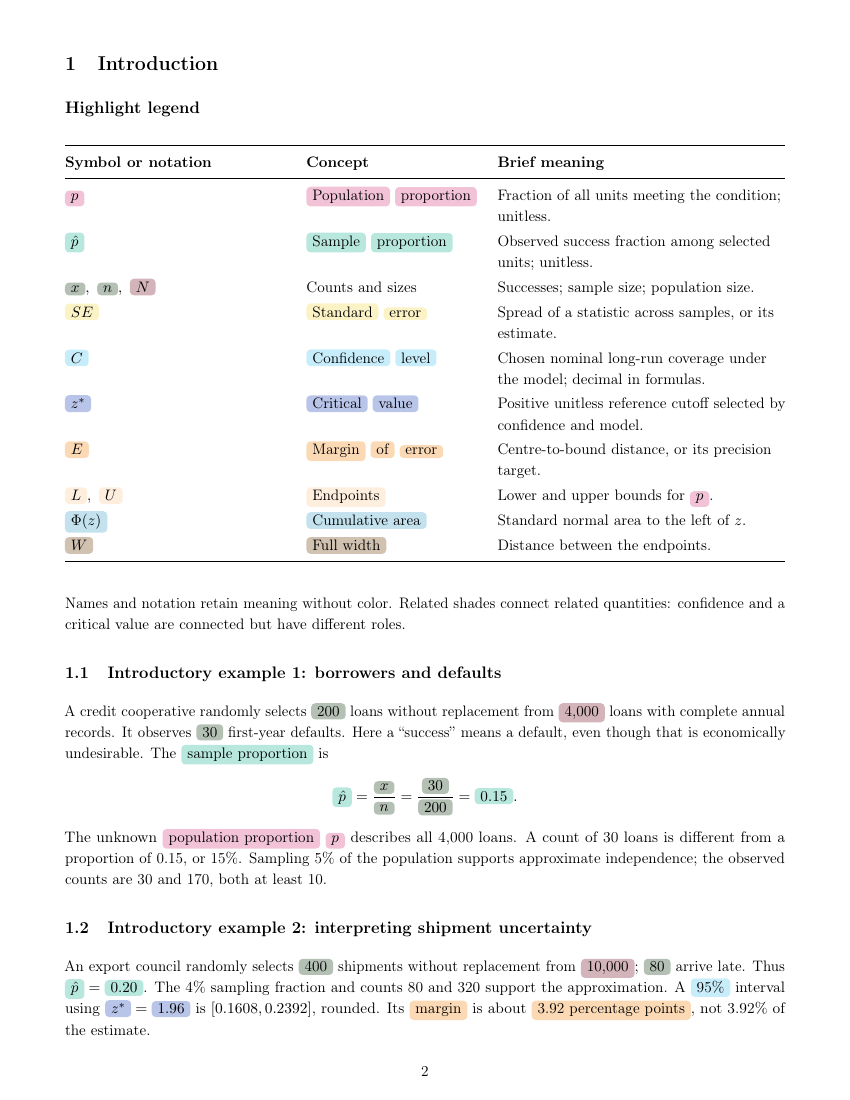 1 Introduction
Highlight legend
Symbol or notation Concept Brief meaning
p Population proportion Fraction of all units meeting the condition;
unitless.
p̂ Sample proportion Observed success fraction among selected
units; unitless.
x, n, N Counts and sizes Successes; sample size; population size.
SE Standard error Spread of a statistic across samples, or its
estimate.
C Confidence level Chosen nominal long-run coverage under
the model; decimal in formulas.
z* Critical value Positive unitless reference cutoff selected by
confidence and model.
E Margin of error Centre-to-bound distance, or its precision
target.
L, U Endpoints Lower and upper bounds for p.
Φ(z) Cumulative area Standard normal area to the left of z.
W Full width Distance between the endpoints.
Names and notation retain meaning without color. Related shades connect related quantities: confidence and a
critical value are connected but have different roles.
1.1 Introductory example 1: borrowers and defaults
A credit cooperative randomly selects 200 loans without replacement from 4,000 loans with complete annual
records. It observes 30 first-year defaults. Here a “success” means a default, even though that is economically
undesirable. The sample proportion is
p̂ = x/n = 30/200 = 0.15.
The unknown population proportion p describes all 4,000 loans. A count of 30 loans is different from a
proportion of 0.15, or 15%. Sampling 5% of the population supports approximate independence; the observed
counts are 30 and 170, both at least 10.
1.2 Introductory example 2: interpreting shipment uncertainty
An export council randomly selects 400 shipments without replacement from 10,000; 80 arrive late. Thus
p̂ = 0.20. The 4% sampling fraction and counts 80 and 320 support the approximation. A 95% interval
using z* = 1.96 is [0.1608, 0.2392], rounded. Its margin is about 3.92 percentage points, not 3.92% of
the estimate.
2